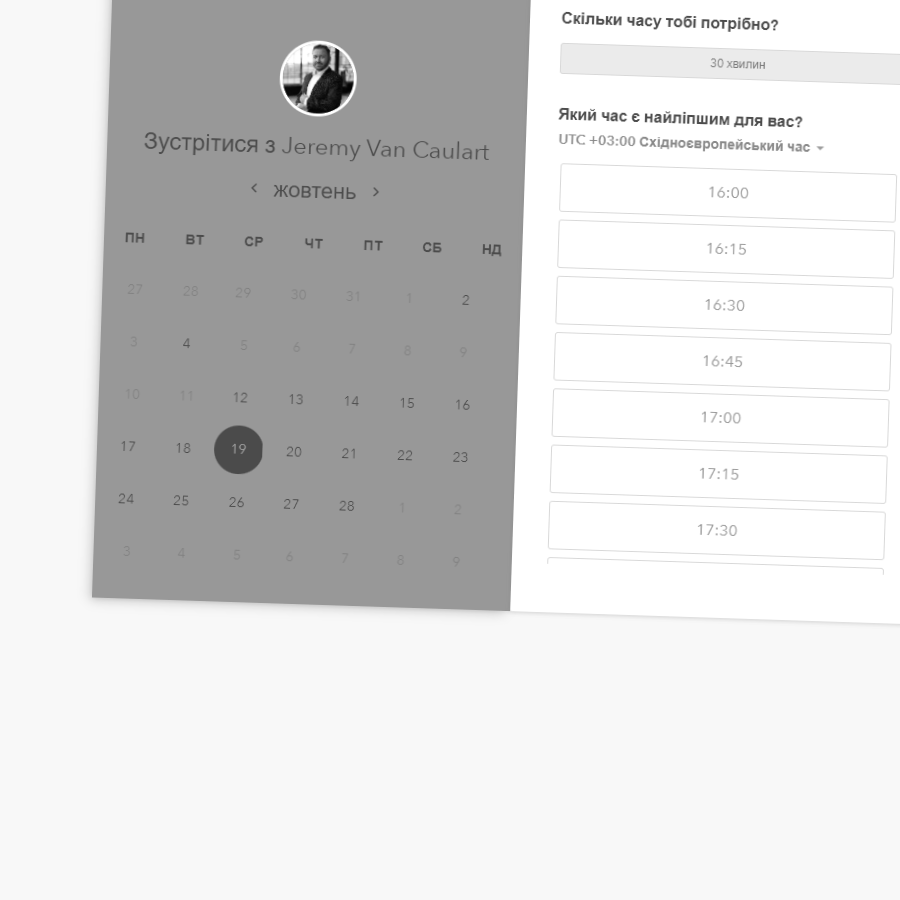 Зустрітися з Jeremy Van Caulart
жовтень
ПН ВТ СР ЧТ ПТ СБ НД
27 28 29 30 31 1 2
3 4 5 6 7 8 9
10 11 12 13 14 15 16
17 18 19 20 21 22 23
24 25 26 27 28 1 2
3 4 5 6 7 8 9
Скільки часу тобі потрібно?
30 хвилин
Який час є найліпшим для вас?
UTC +03:00 Східноєвропейський час
16:00
16:15
16:30
16:45
17:00
17:15
17:30